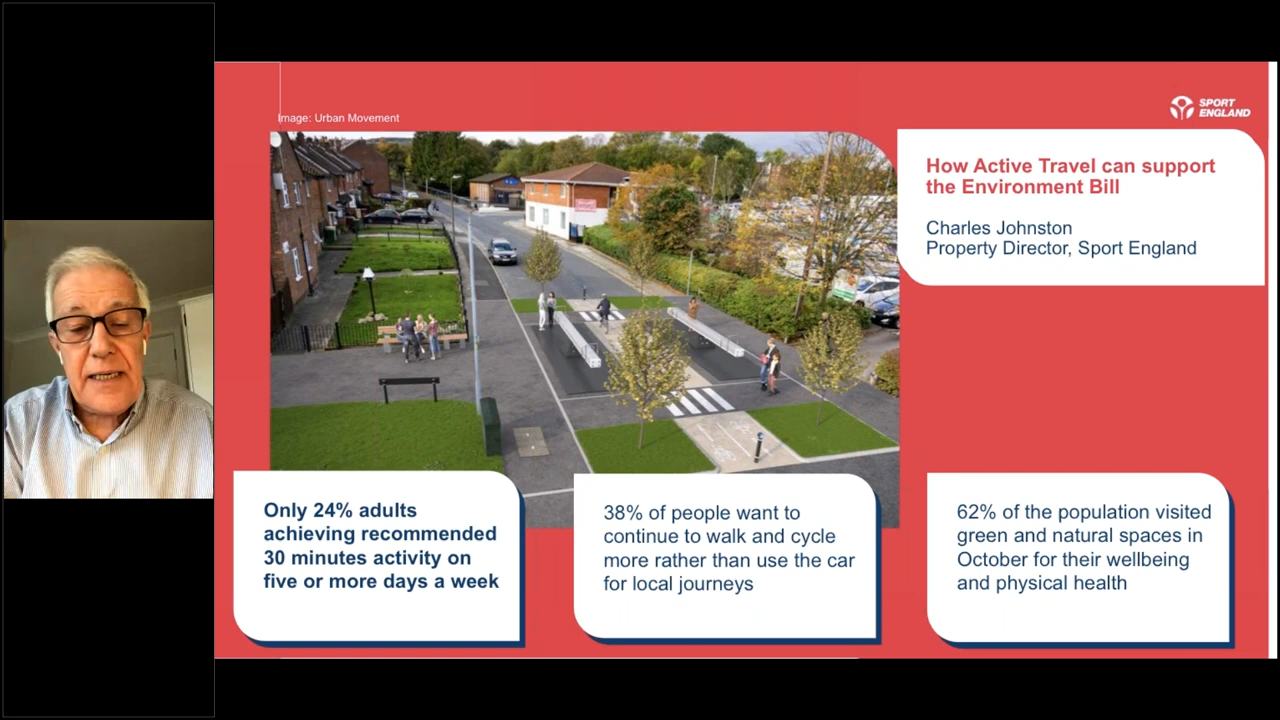 Image: Urban Movement
SPORT
ENGLAND
How Active Travel can support
the Environment Bill
Charles Johnston
Property Director, Sport England
Only 24% adults
achieving recommended
30 minutes activity on
five or more days a week
38% of people want to
continue to walk and cycle
more rather than use the car
for local journeys
62% of the population visited
green and natural spaces in
October for their wellbeing
and physical health